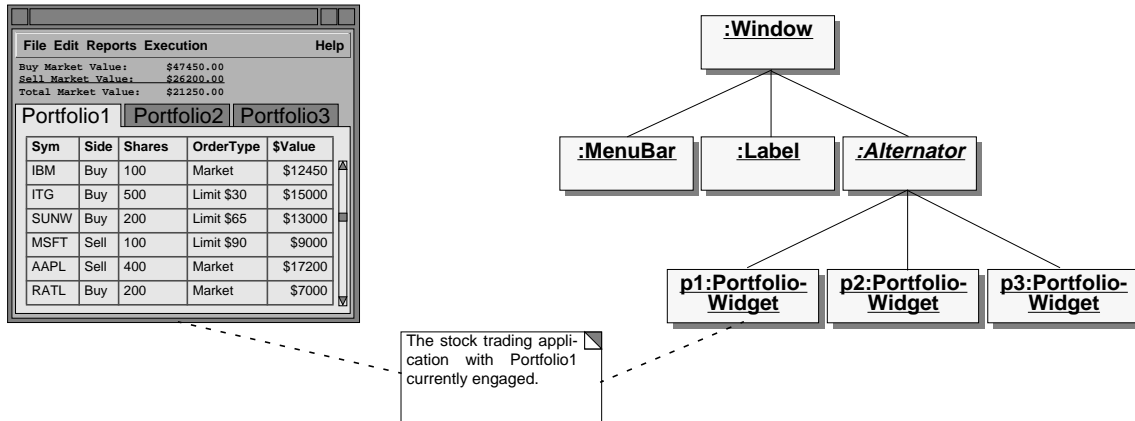 File Edit Reports Execution Help
Buy Market Value: $47450.00
Sell Market Value: $26200.00
Total Market Value: $21250.00
Portfolio1 Portfolio2 Portfolio3
Sym Side Shares OrderType $Value
IBM Buy 100 Market $12450
ITG Buy 500 Limit $30 $15000
SUNW Buy 200 Limit $65 $13000
MSFT Sell 100 Limit $90 $9000
AAPL Sell 400 Market $17200
RATL Buy 200 Market $7000
:Window
:MenuBar :Label :Alternator
p1:Portfolio-
Widget
p2:Portfolio-
Widget
p3:Portfolio-
Widget
The stock trading appli-
cation with Portfolio1
currently engaged.